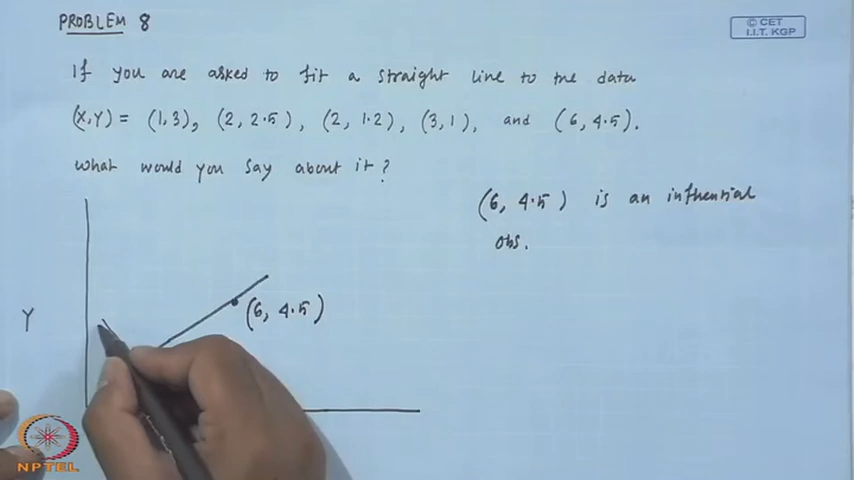 PROBLEM 8
© CET
I.I.T. KGP
If you are asked to fit a straight line to the data
(X,Y) = (1,3), (2, 2.5), (2, 1.2), (3,1), and (6, 4.5).
What would you say about it?
(6, 4.5) is an influential
obs.
Y
(6, 4.5)
NPTEL